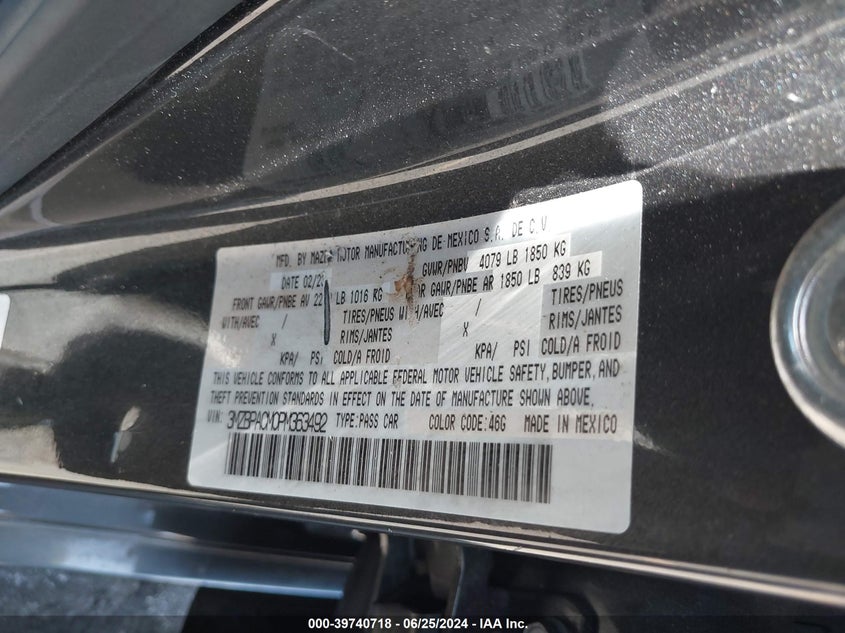 MFD. BY MAZDA MOTOR MANUFACTURING DE MEXICO S.A. DE C.V
DATE 02/2 GVWR/PNBV 4079 LB 1850 KG
FRONT GAWR/PNBE AV 22 LB 1016 KG GAWR/PNBE AR 1850 LB 839 KG
WITH/AVEC / TIRES/PNEUS WITH/AVEC / TIRES/PNEUS
X RIMS/JANTES X RIMS/JANTES
KPA/ PSI COLD/A FROID KPA/ PSI COLD/A FROID
THIS VEHICLE CONFORMS TO ALL APPLICABLE FEDERAL MOTOR VEHICLE SAFETY, BUMPER, AND
THEFT PREVENTION STANDARDS IN EFFECT ON THE DATE OF MANUFACTURE SHOWN ABOVE.
VIN: 3MZBPACM0PM363492 TYPE: PASS CAR COLOR CODE: 46G MADE IN MEXICO
000-39740718 / 06/25/2024 - IAA Inc.